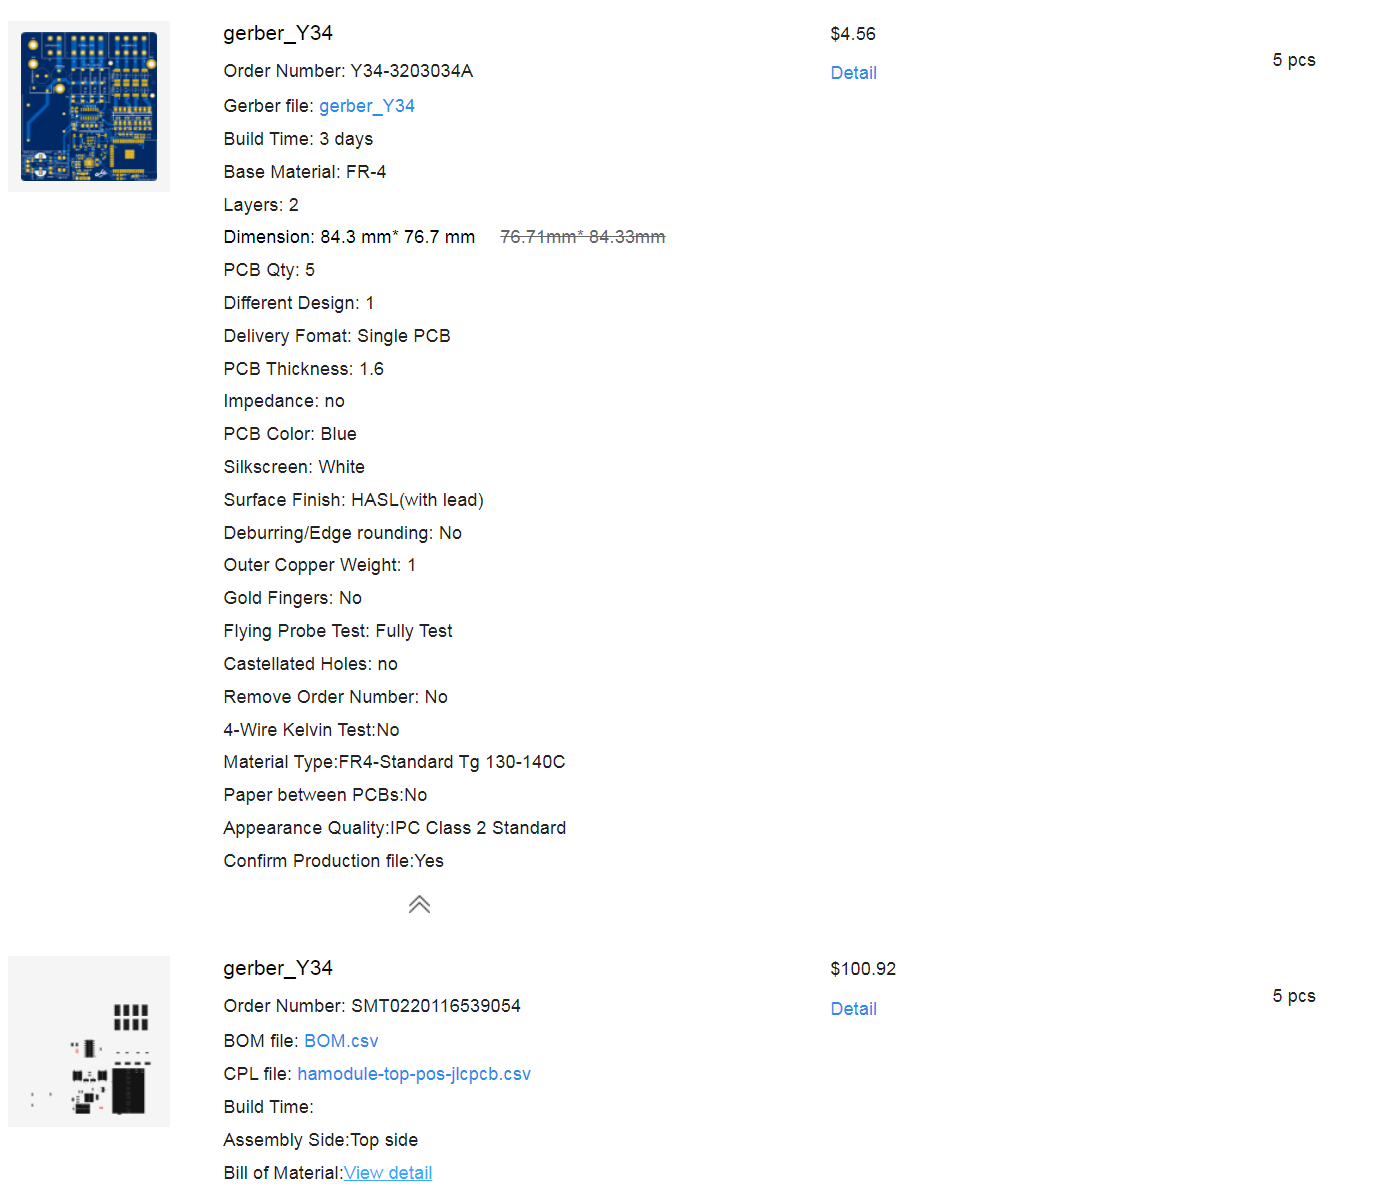 gerber_Y34
$4.56
5 pcs
Order Number: Y34-3203034A
Detail
Gerber file: gerber_Y34
Build Time: 3 days
Base Material: FR-4
Layers: 2
Dimension: 84.3 mm* 76.7 mm 76.71mm* 84.33mm
PCB Qty: 5
Different Design: 1
Delivery Fomat: Single PCB
PCB Thickness: 1.6
Impedance: no
PCB Color: Blue
Silkscreen: White
Surface Finish: HASL(with lead)
Deburring/Edge rounding: No
Outer Copper Weight: 1
Gold Fingers: No
Flying Probe Test: Fully Test
Castellated Holes: no
Remove Order Number: No
4-Wire Kelvin Test:No
Material Type:FR4-Standard Tg 130-140C
Paper between PCBs:No
Appearance Quality:IPC Class 2 Standard
Confirm Production file:Yes
gerber_Y34
$100.92
5 pcs
Order Number: SMT0220116539054
Detail
BOM file: BOM.csv
CPL file: hamodule-top-pos-jlcpcb.csv
Build Time:
Assembly Side:Top side
Bill of Material:View detail